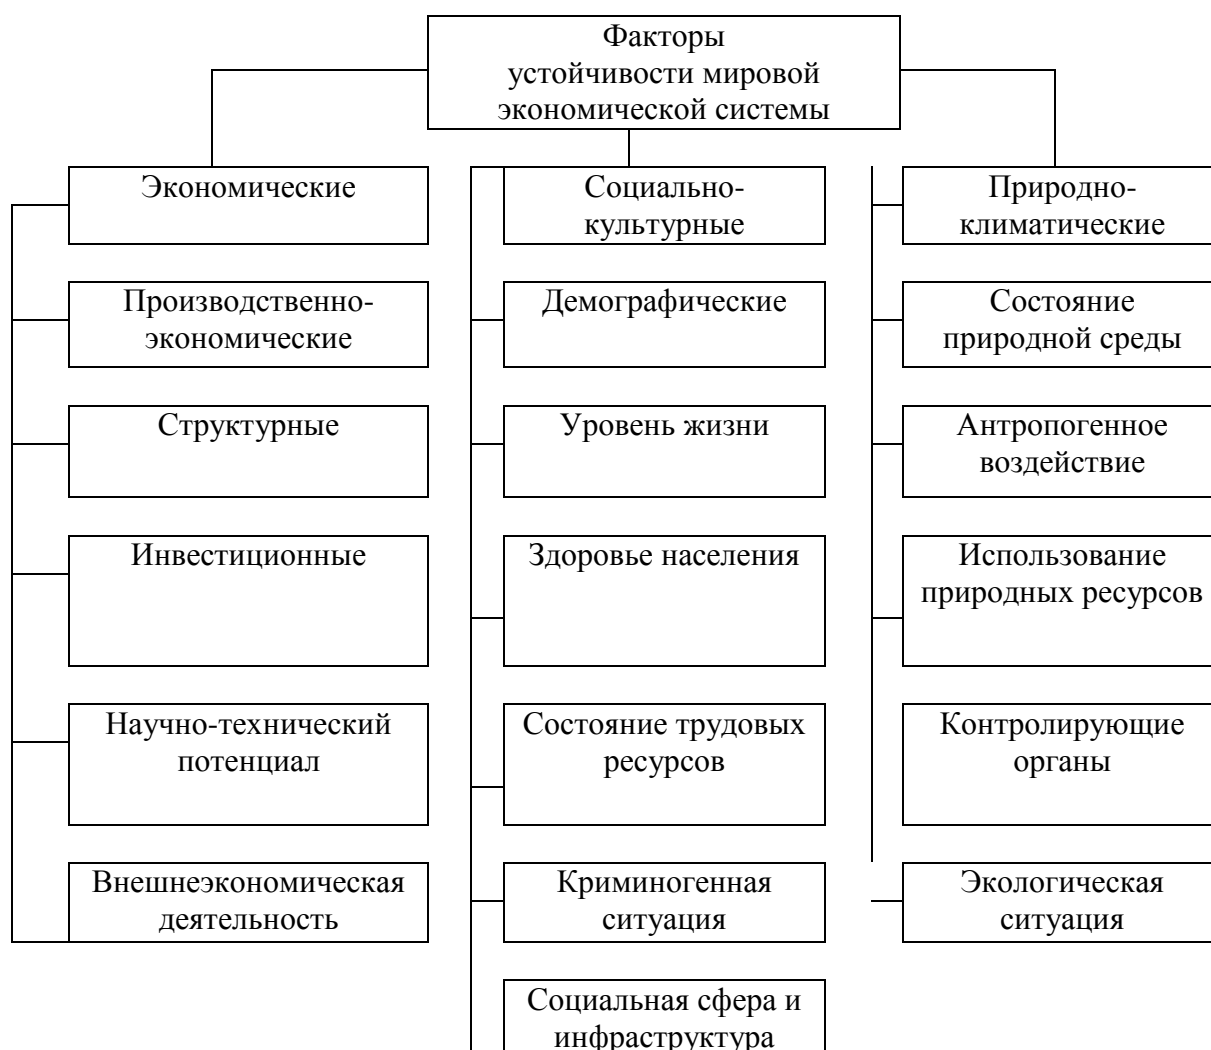 Факторы
устойчивости мировой
экономической системы
Экономические
Социально-
культурные
Природно-
климатические
Производственно-
экономические
Демографические
Состояние
природной среды
Структурные
Уровень жизни
Антропогенное
воздействие
Инвестиционные
Здоровье населения
Использование
природных ресурсов
Научно-технический
потенциал
Состояние трудовых
ресурсов
Контролирующие
органы
Внешнеэкономическая
деятельность
Криминогенная
ситуация
Экологическая
ситуация
Социальная сфера и
инфраструктура